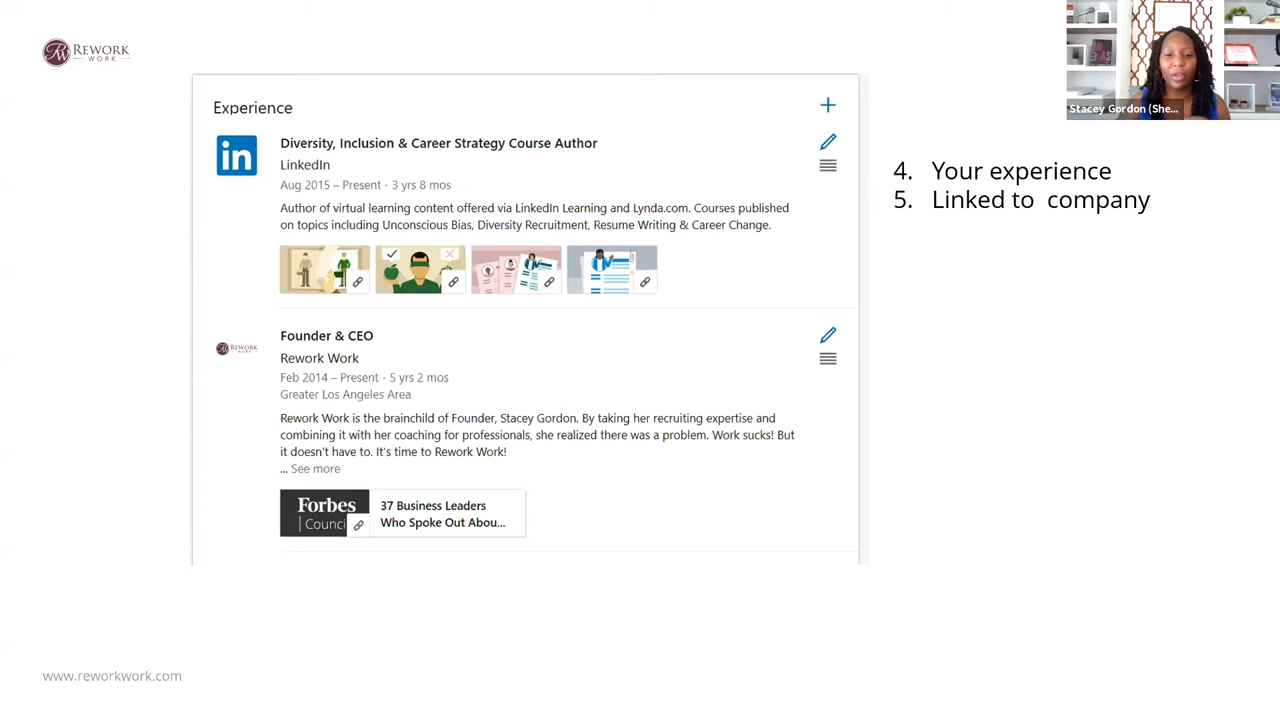 REWORK
WORK
Stacey Gordon (She...
Experience
Diversity, Inclusion & Career Strategy Course Author
LinkedIn
Aug 2015 – Present · 3 yrs 8 mos
Author of virtual learning content offered via LinkedIn Learning and Lynda.com. Courses published
on topics including Unconscious Bias, Diversity Recruitment, Resume Writing & Career Change.
4. Your experience
5. Linked to company
in
REWORK
Founder & CEO
Rework Work
Feb 2014 – Present · 5 yrs 2 mos
Greater Los Angeles Area
Rework Work is the brainchild of Founder, Stacey Gordon. By taking her recruiting expertise and
combining it with her coaching for professionals, she realized there was a problem. Work sucks! But
it doesn't have to. It's time to Rework Work!
... See more
Forbes
Counci
37 Business Leaders
Who Spoke Out Abou...
www.reworkwork.com